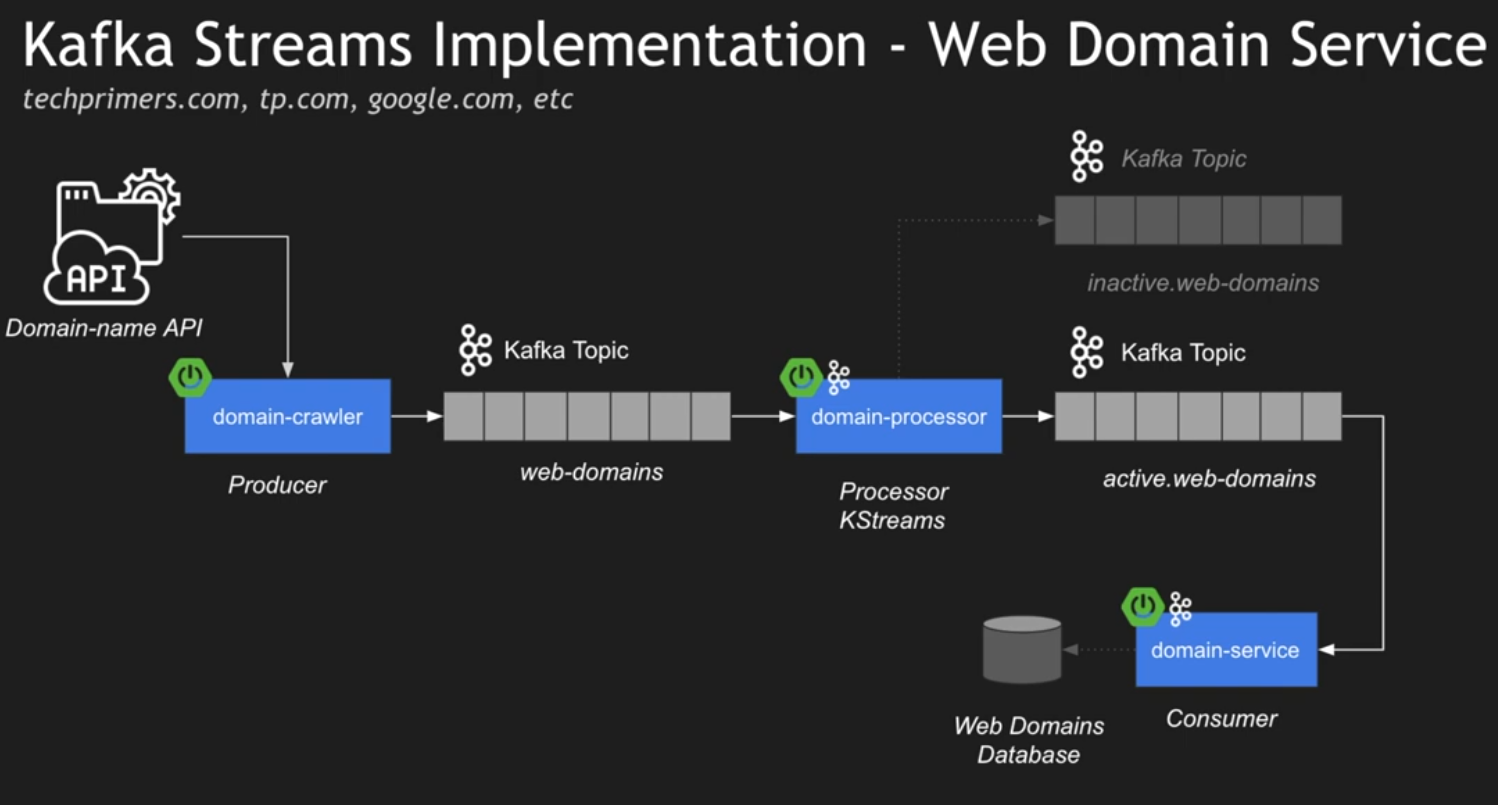 Kafka Streams Implementation - Web Domain Service
techprimers.com, tp.com, google.com, etc
Kafka Topic
inactive.web-domains
API
Domain-name API
domain-crawler
Producer
Kafka Topic
web-domains
domain-processor
Processor
KStreams
Kafka Topic
active.web-domains
domain-service
Consumer
Web Domains
Database